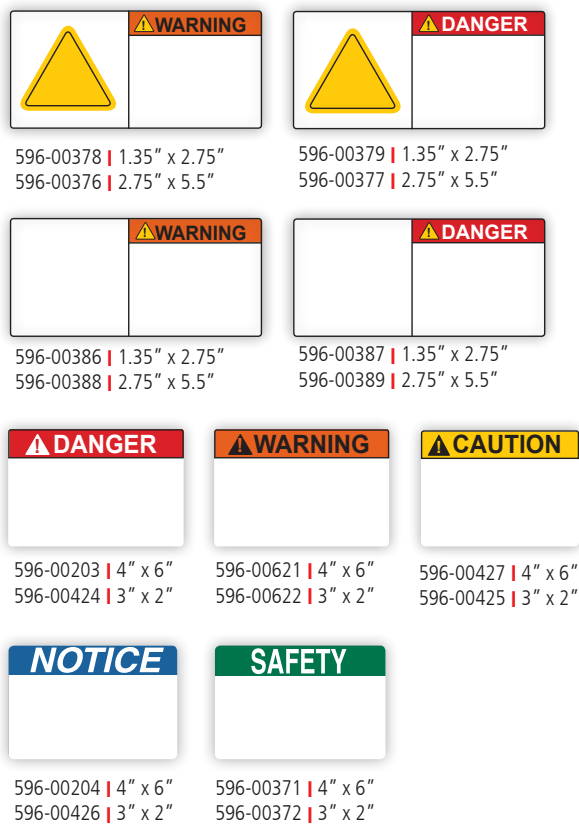 WARNING
DANGER
596-00378 | 1.35” x 2.75”
596-00376 | 2.75” x 5.5”
596-00379 | 1.35” x 2.75”
596-00377 | 2.75” x 5.5”
WARNING
DANGER
596-00386 | 1.35” x 2.75”
596-00388 | 2.75” x 5.5”
596-00387 | 1.35” x 2.75”
596-00389 | 2.75” x 5.5”
DANGER
WARNING
CAUTION
596-00203 | 4” x 6”
596-00424 | 3” x 2”
596-00621 | 4” x 6”
596-00622 | 3” x 2”
596-00427 | 4” x 6”
596-00425 | 3” x 2”
NOTICE
SAFETY
596-00204 | 4” x 6”
596-00426 | 3” x 2”
596-00371 | 4” x 6”
596-00372 | 3” x 2”